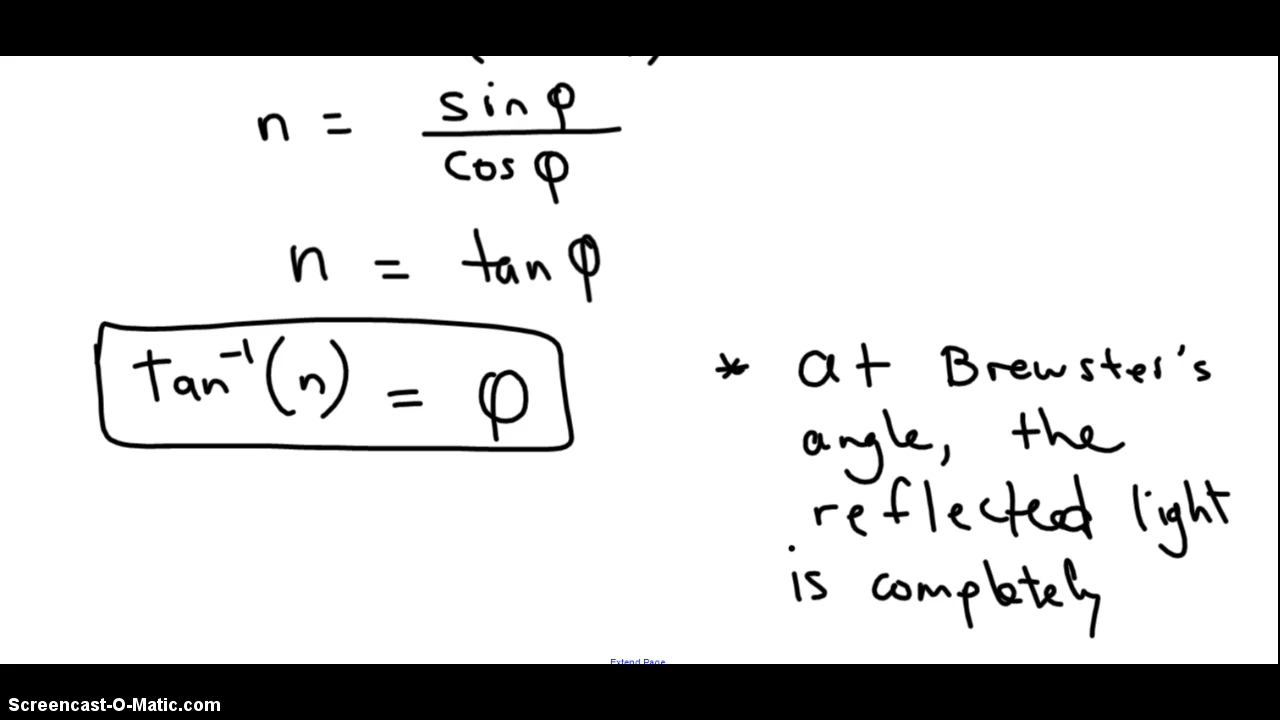 n = sin φ / cos φ
n = tan φ
tan⁻¹(n) = φ
* at Brewster's
angle, the
reflected light
is completely
Extend Page
Screencast-O-Matic.com